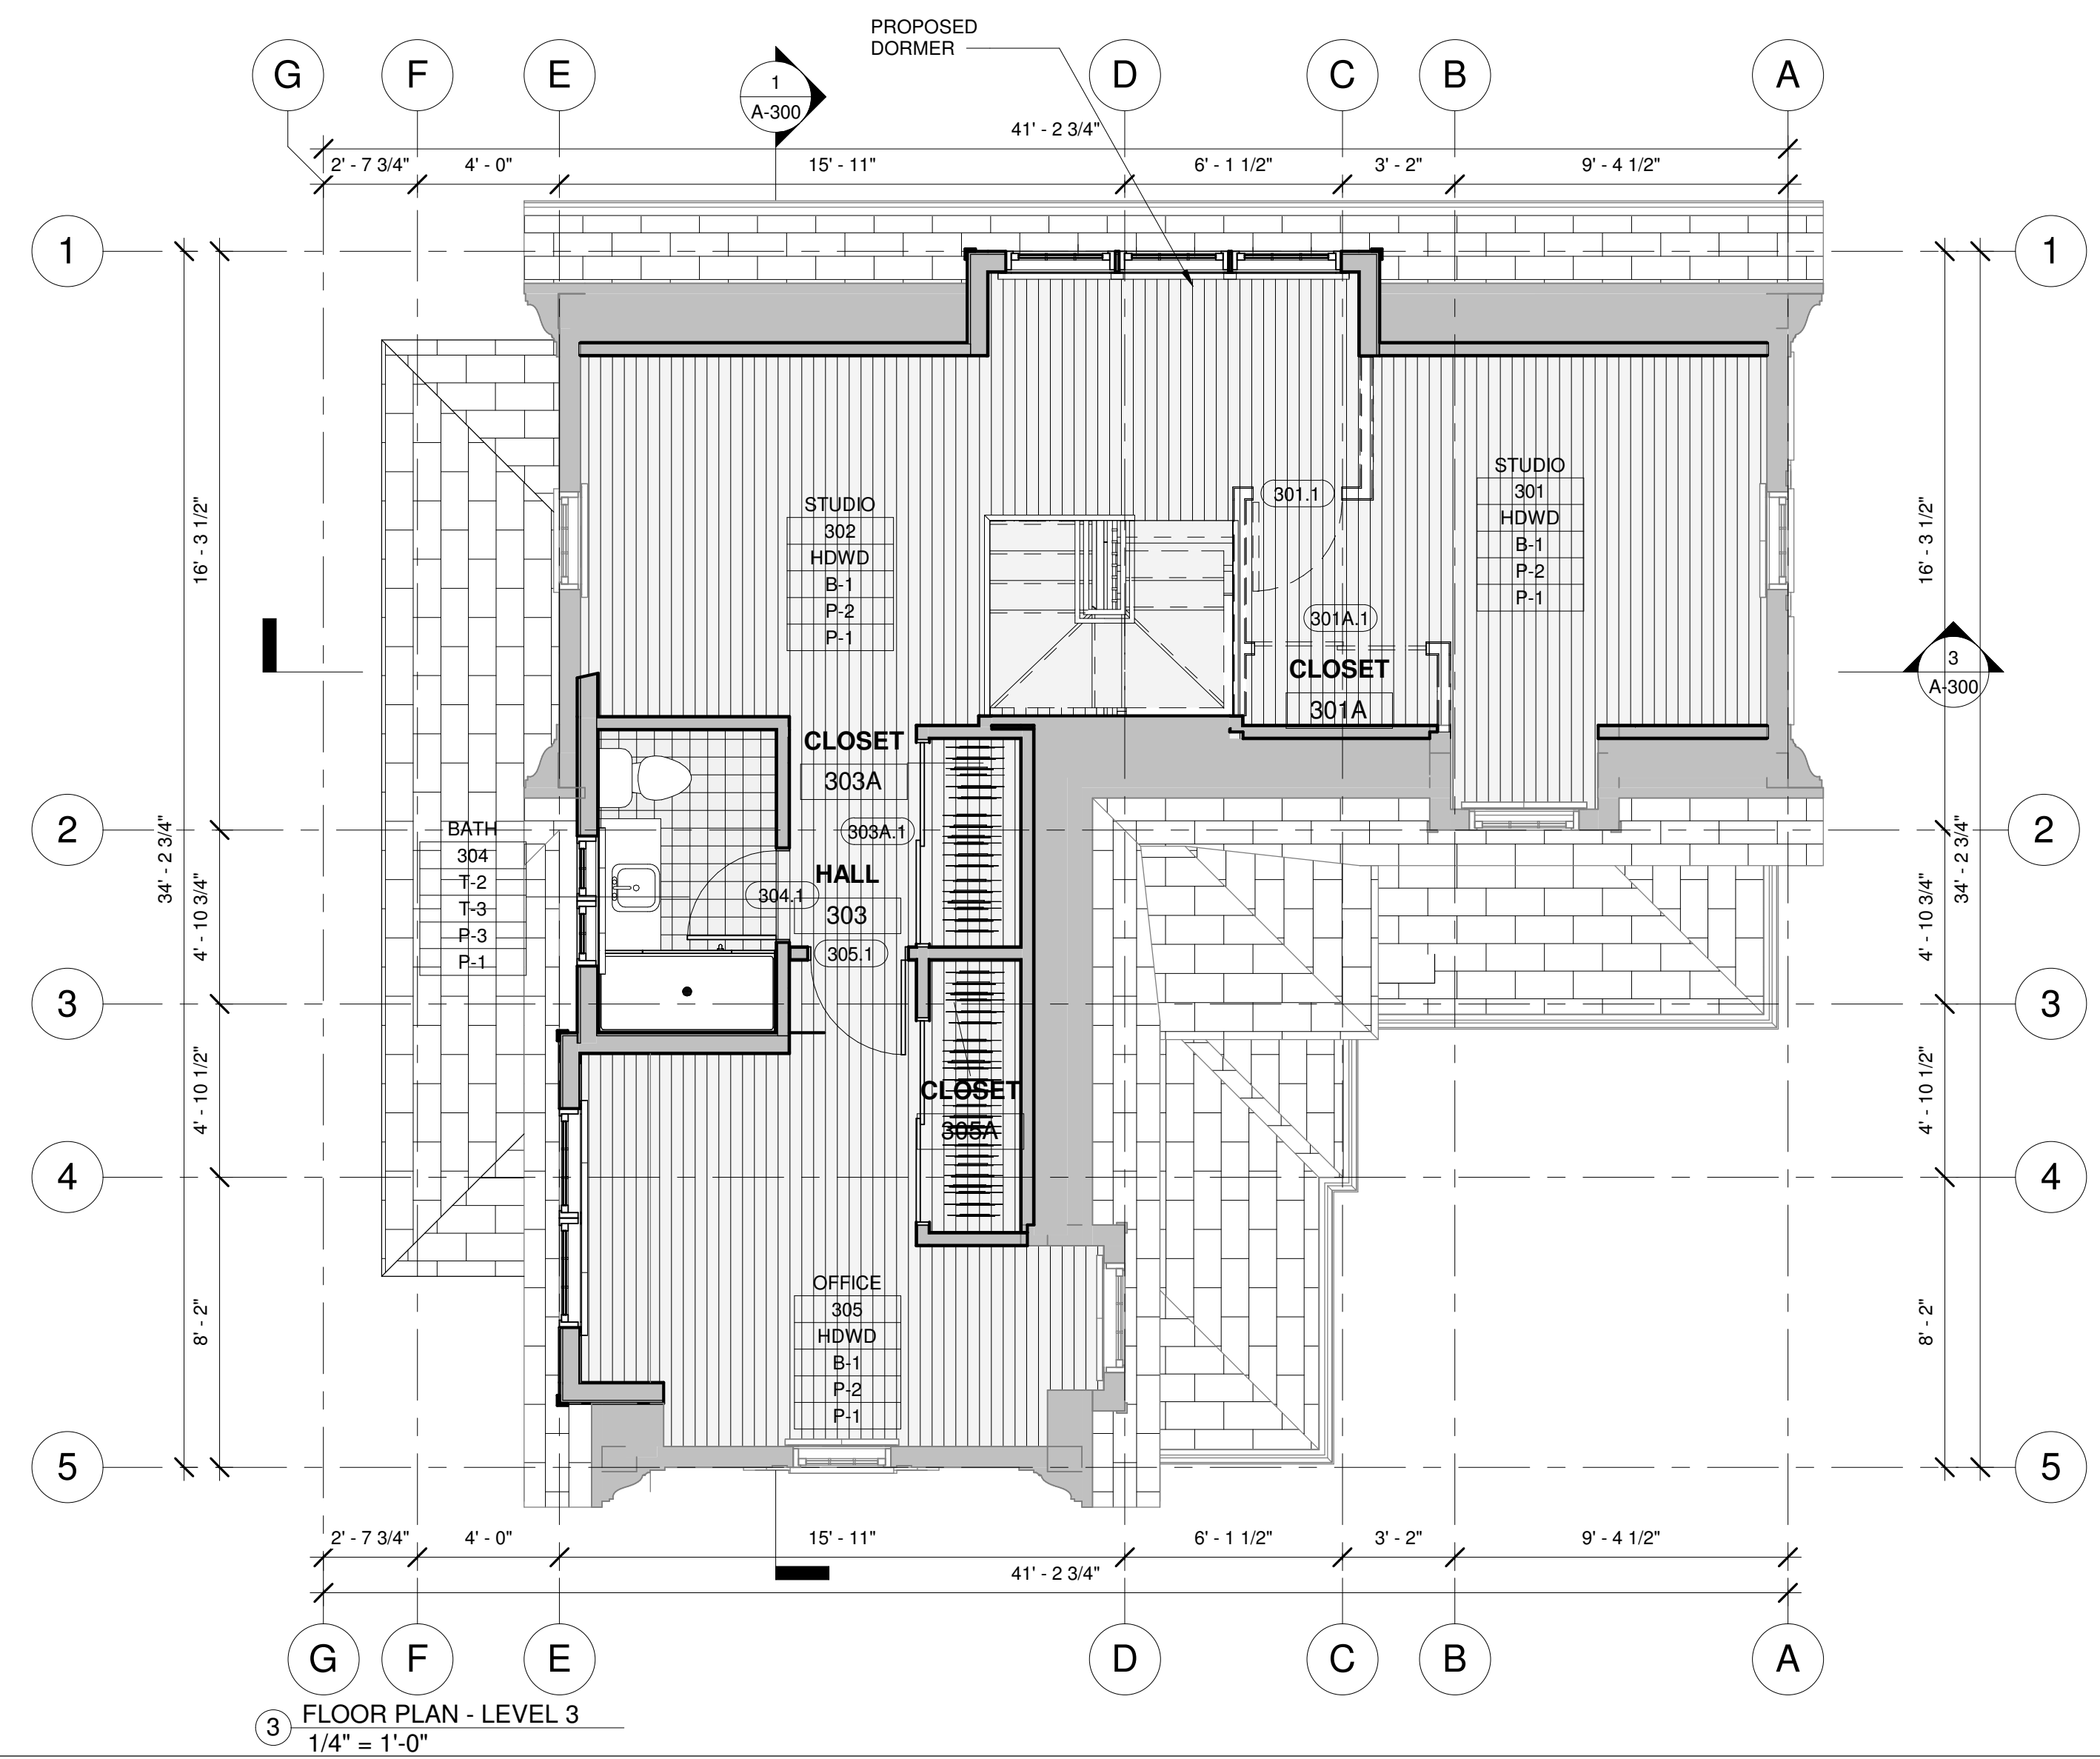 PROPOSED
DORMER
G F E D C B A
1
A-300
41' - 2 3/4"
2' - 7 3/4" 4' - 0" 15' - 11" 6' - 1 1/2" 3' - 2" 9' - 4 1/2"
1 1
STUDIO
301
HDWD
B-1
P-2
P-1
301.1
STUDIO
302
HDWD
B-1
P-2
P-1
16' - 3 1/2" 16' - 3 1/2"
301A.1
CLOSET
301A
3
A-300
CLOSET
303A
303A.1
2 2
34' - 2 3/4" 34' - 2 3/4"
BATH
304
T-2
T-3
P-3
P-1
HALL
303
304.1
305.1
4' - 10 3/4" 4' - 10 3/4"
3 3
4' - 10 1/2" 4' - 10 1/2"
CLOSET
305A
4 4
OFFICE
305
HDWD
B-1
P-2
P-1
8' - 2" 8' - 2"
5 5
2' - 7 3/4" 4' - 0" 15' - 11" 6' - 1 1/2" 3' - 2" 9' - 4 1/2"
41' - 2 3/4"
G F E D C B A
3 FLOOR PLAN - LEVEL 3
1/4" = 1'-0"